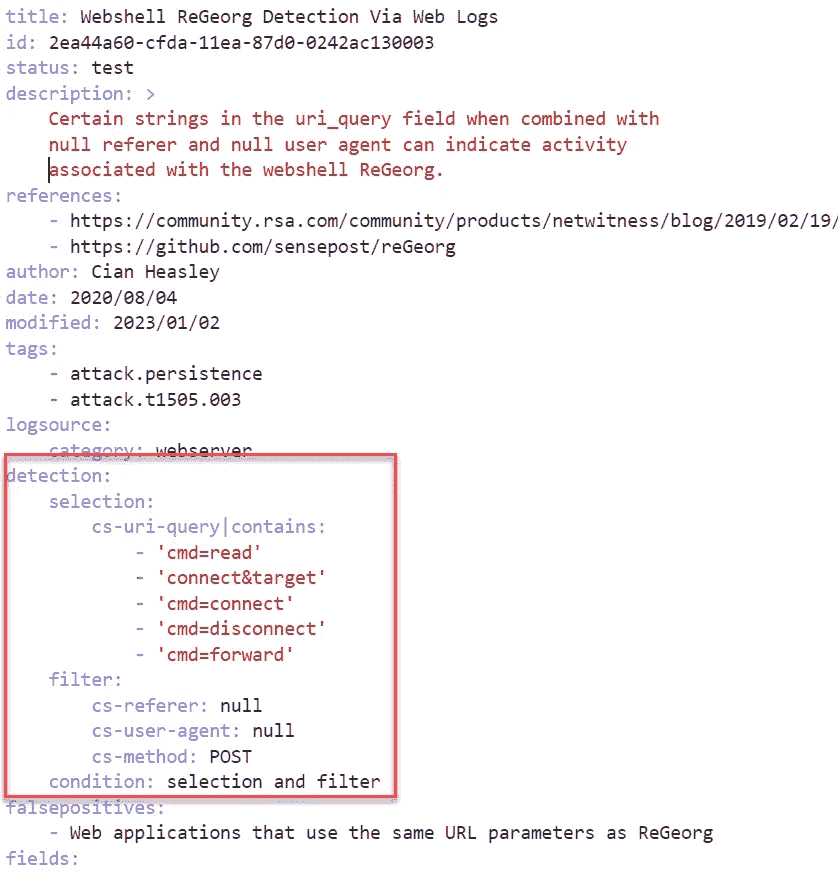 title: Webshell ReGeorg Detection Via Web Logs
id: 2ea44a60-cfda-11ea-87d0-0242ac130003
status: test
description: >
    Certain strings in the uri_query field when combined with
    null referer and null user agent can indicate activity
    associated with the webshell ReGeorg.
references:
    - https://community.rsa.com/community/products/netwitness/blog/2019/02/19/
    - https://github.com/sensepost/reGeorg
author: Cian Heasley
date: 2020/08/04
modified: 2023/01/02
tags:
    - attack.persistence
    - attack.t1505.003
logsource:
    category: webserver
detection:
    selection:
        cs-uri-query|contains:
            - 'cmd=read'
            - 'connect&target'
            - 'cmd=connect'
            - 'cmd=disconnect'
            - 'cmd=forward'
    filter:
        cs-referer: null
        cs-user-agent: null
        cs-method: POST
    condition: selection and filter
falsepositives:
    - Web applications that use the same URL parameters as ReGeorg
fields: